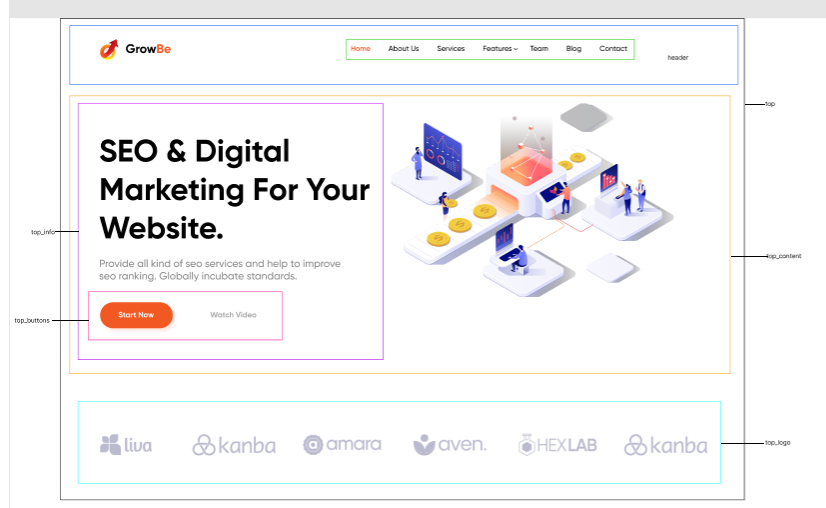 GrowBe
Home About Us Services Features Team Blog Contact
header
top
SEO & Digital
Marketing For Your
Website.
top_info
Provide all kind of seo services and help to improve
seo ranking. Globally incubate standards.
top_content
Start Now Watch Video
top_buttons
liva kanba amara aven. HEXLAB kanba
top_logo